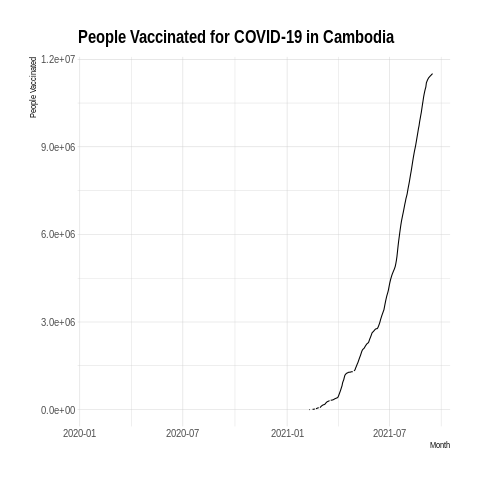 People Vaccinated for COVID-19 in Cambodia
People Vaccinated
1.2e+07
9.0e+06
6.0e+06
3.0e+06
0.0e+00
2020-01
2020-07
2021-01
2021-07
Month